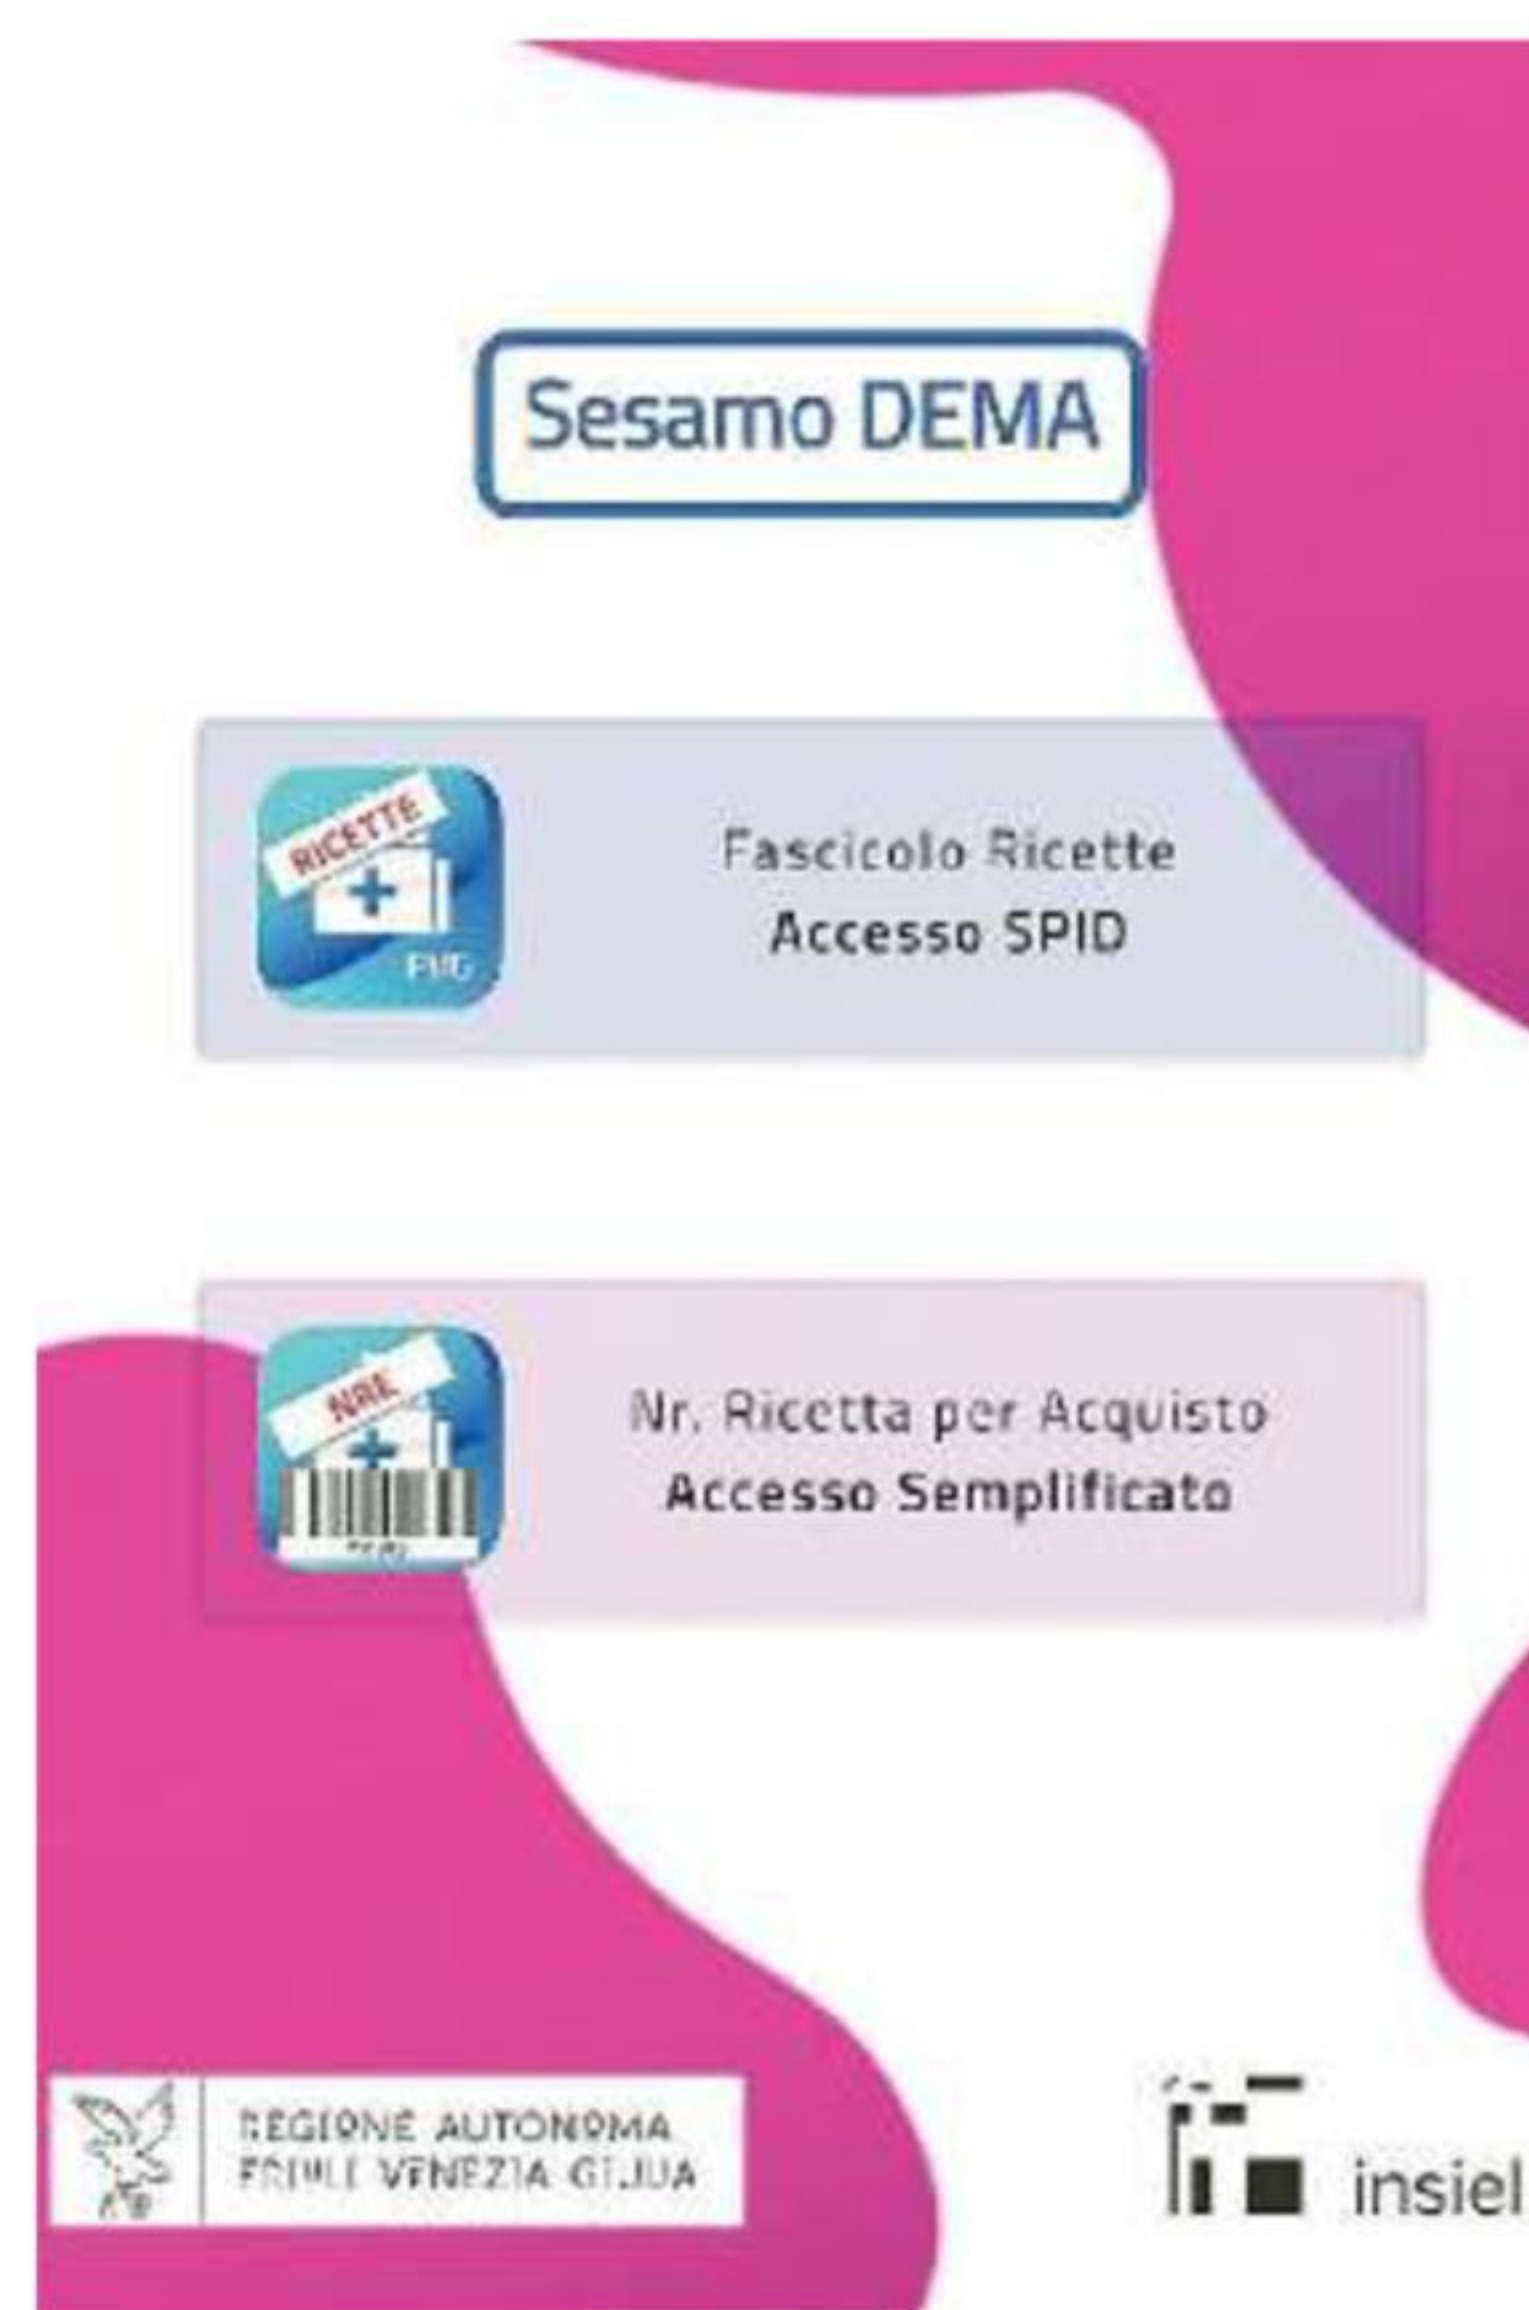 Sesamo DEMA
RICETTE
Fascicolo Ricette
Accesso SPID
NRE
Nr. Ricetta per Acquisto
Accesso Semplificato
REGIONE AUTONOMA
FRIULI VENEZIA GIULIA
insiel